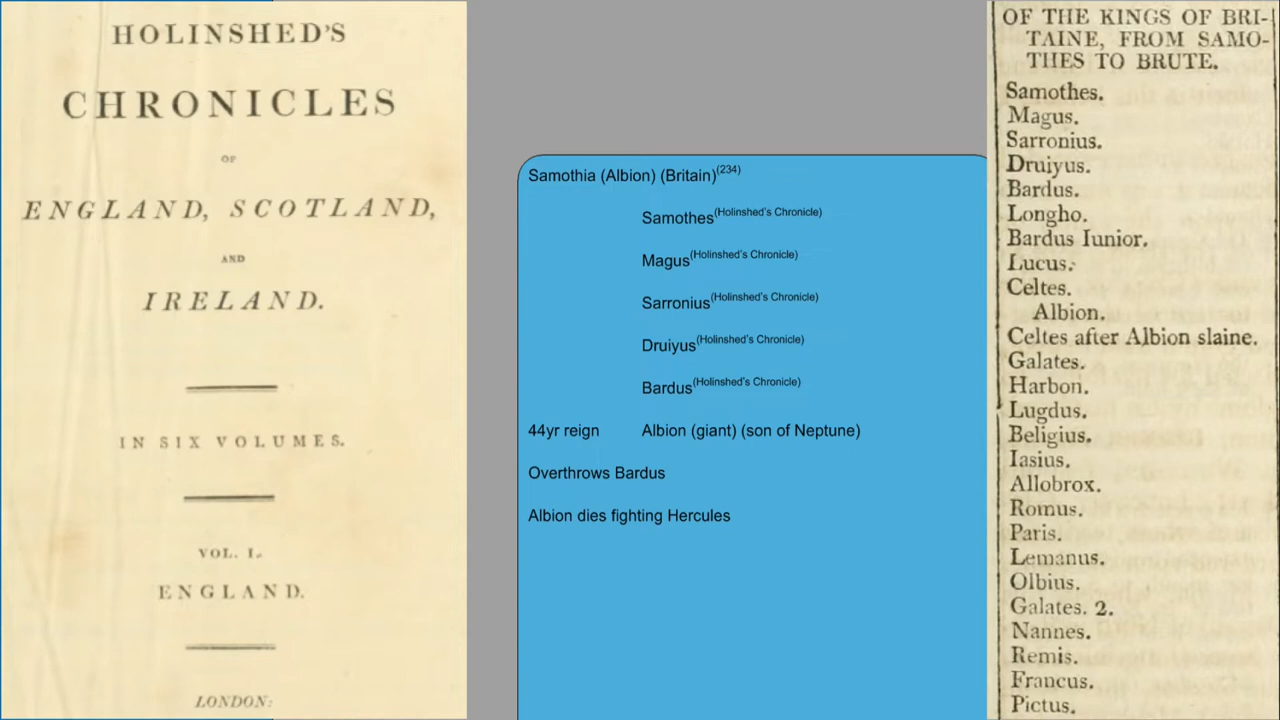 HOLINSHED'S
CHRONICLES
OF
ENGLAND, SCOTLAND,
AND
IRELAND.
IN SIX VOLUMES.
VOL. I.
ENGLAND.
LONDON:
Samothia (Albion) (Britain)(234)
Samothes(Holinshed's Chronicle)
Magus(Holinshed's Chronicle)
Sarronius(Holinshed's Chronicle)
Druiyus(Holinshed's Chronicle)
Bardus(Holinshed's Chronicle)
44yr reign Albion (giant) (son of Neptune)
Overthrows Bardus
Albion dies fighting Hercules
OF THE KINGS OF BRI-
TAINE, FROM SAMO-
THES TO BRUTE.
Samothes.
Magus.
Sarronius.
Druiyus.
Bardus.
Longho.
Bardus Iunior.
Lucus.
Celtes.
Albion.
Celtes after Albion slaine.
Galates.
Harbon.
Lugdus.
Beligius.
Iasius.
Allobrox.
Romus.
Paris.
Lemanus.
Olbius.
Galates. 2.
Nannes.
Remis.
Francus.
Pictus.